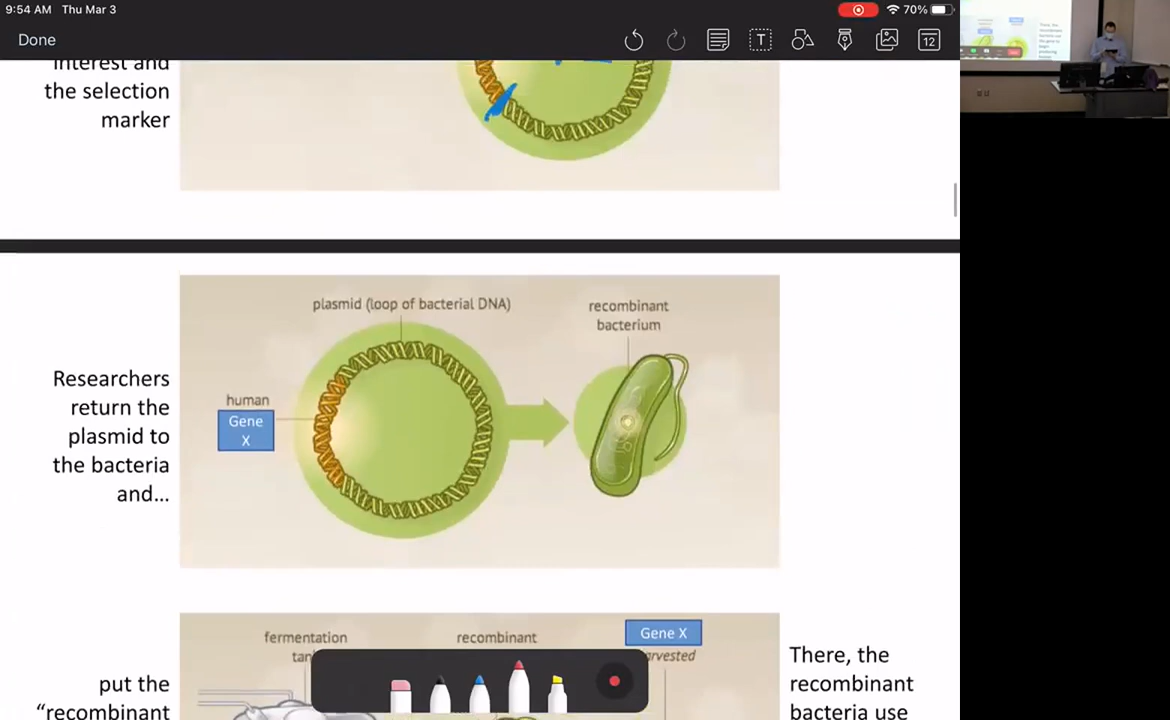 9:54 AM Thu Mar 3
70%
Done
T
12
interest and
the selection
marker
plasmid (loop of bacterial DNA)
recombinant
bacterium
human
Gene
X
Researchers
return the
plasmid to
the bacteria
and...
fermentation
recombinant
Gene X
put the
“recombinant
There, the
recombinant
bacteria use